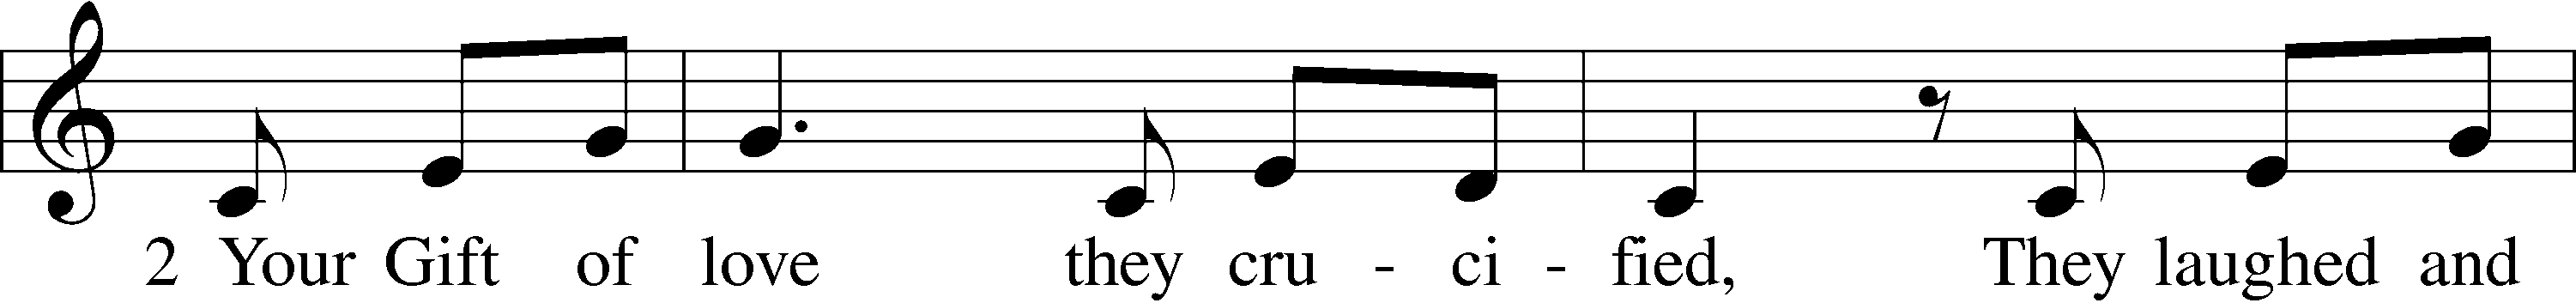 2 Your Gift of love they cru - ci - fied, They laughed and